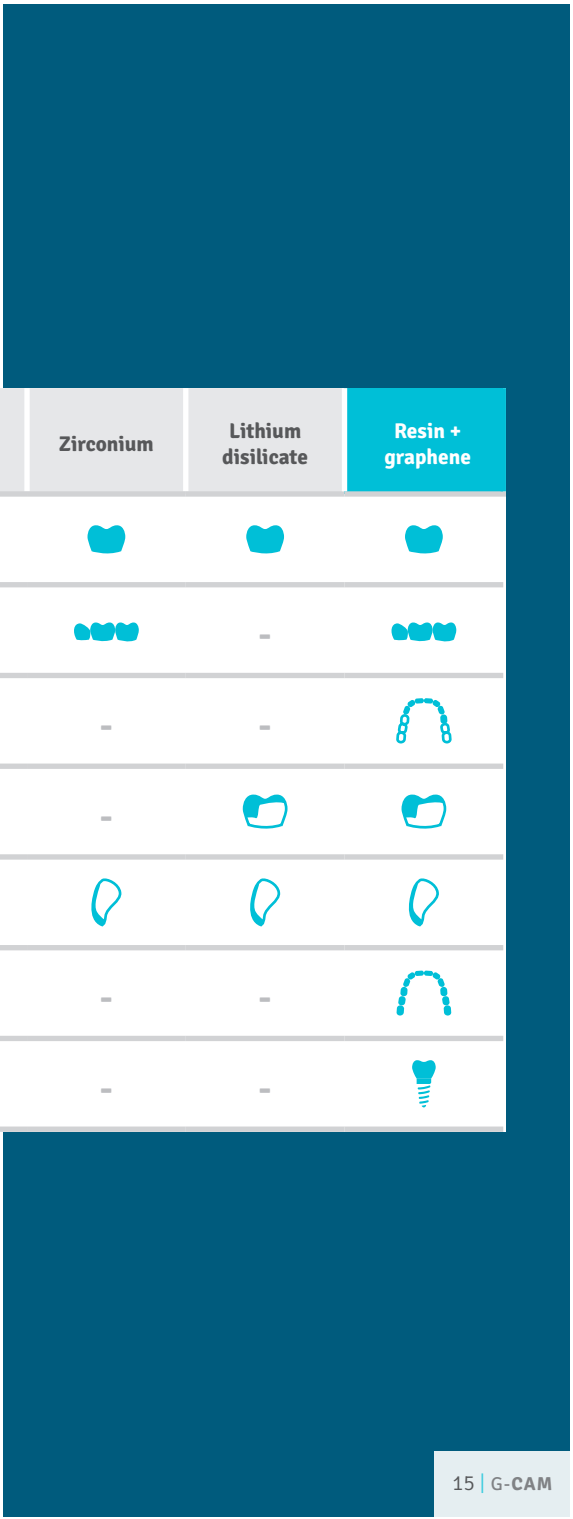 Zirconium
Lithium
disilicate
Resin +
graphene
-
-
-
-
-
-
-
-
15 | G-CAM